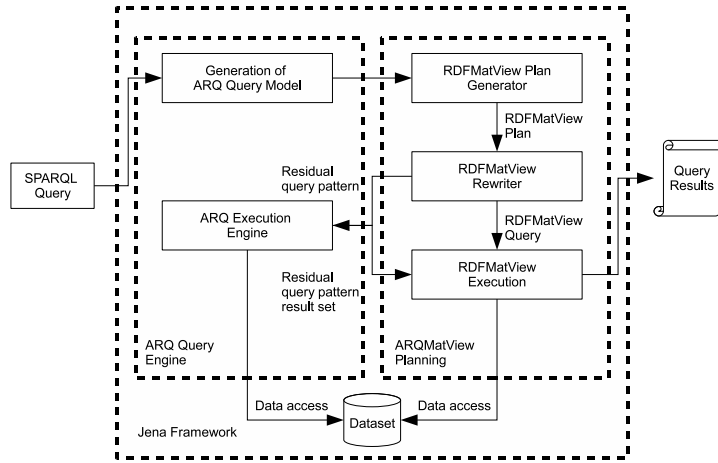 Generation of
ARQ Query Model
RDFMatView Plan
Generator
RDFMatView
Plan
SPARQL
Query
Residual
query pattern
RDFMatView
Rewriter
Query
Results
ARQ Execution
Engine
RDFMatView
Query
Residual
query pattern
result set
RDFMatView
Execution
ARQ Query
Engine
ARQMatView
Planning
Data access
Data access
Dataset
Jena Framework